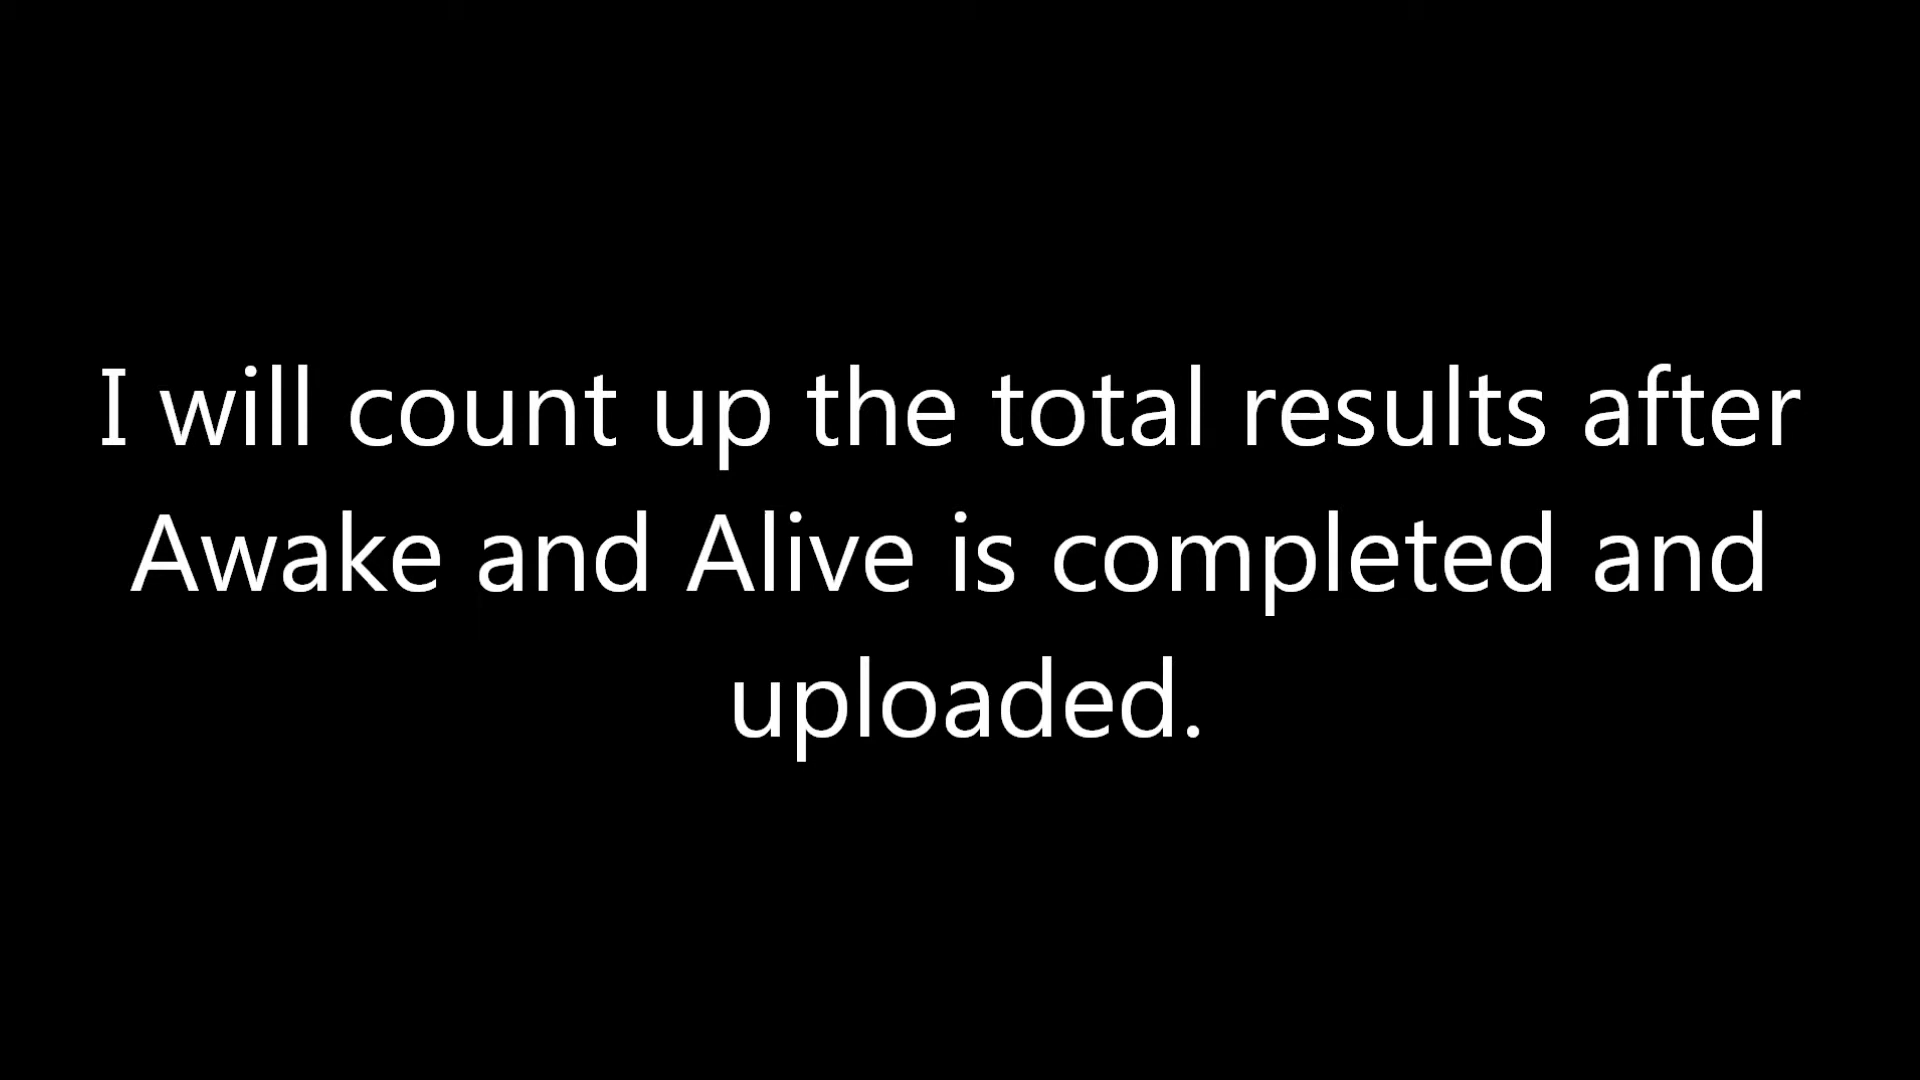 I will count up the total results after
Awake and Alive is completed and
uploaded.